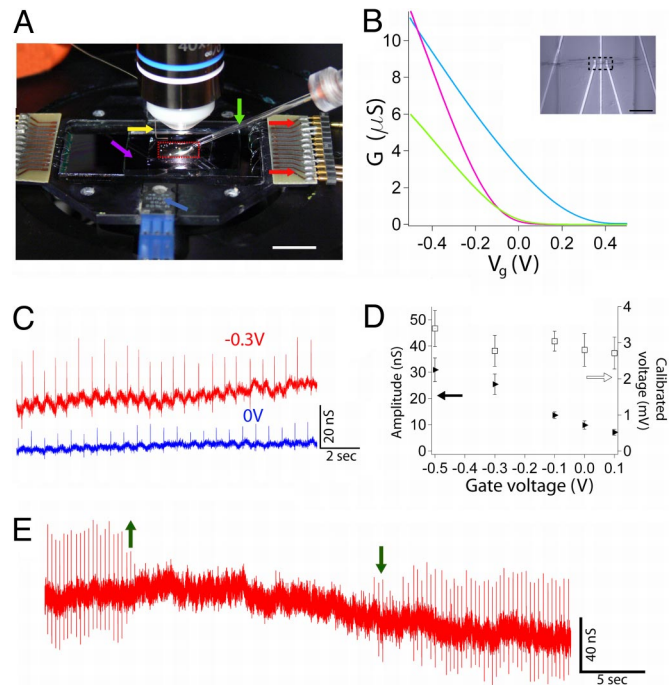 A
40x/0
B
10
8
6
4
2
0
G (μS)
-0.4
0.0
0.4
Vg (V)
C
-0.3V
0V
20 nS
2 sec
D
50
40
30
20
10
0
Amplitude (nS)
4
3
2
1
0
Calibrated
voltage (mV)
-0.5
-0.4
-0.3
-0.2
-0.1
0.0
0.1
Gate voltage (V)
E
40 nS
5 sec